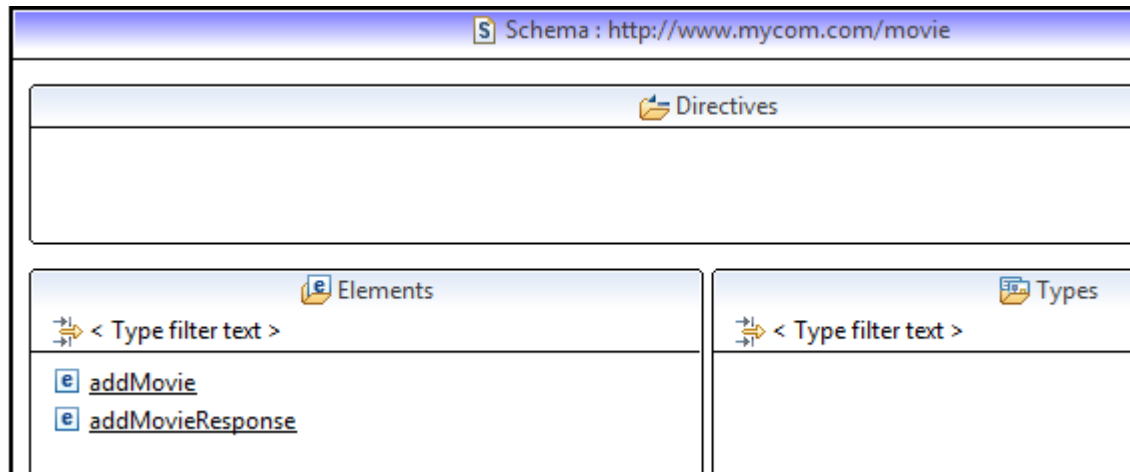 Schema : http://www.mycom.com/movie
Directives
Elements
< Type filter text >
addMovie
addMovieResponse
Types
< Type filter text >